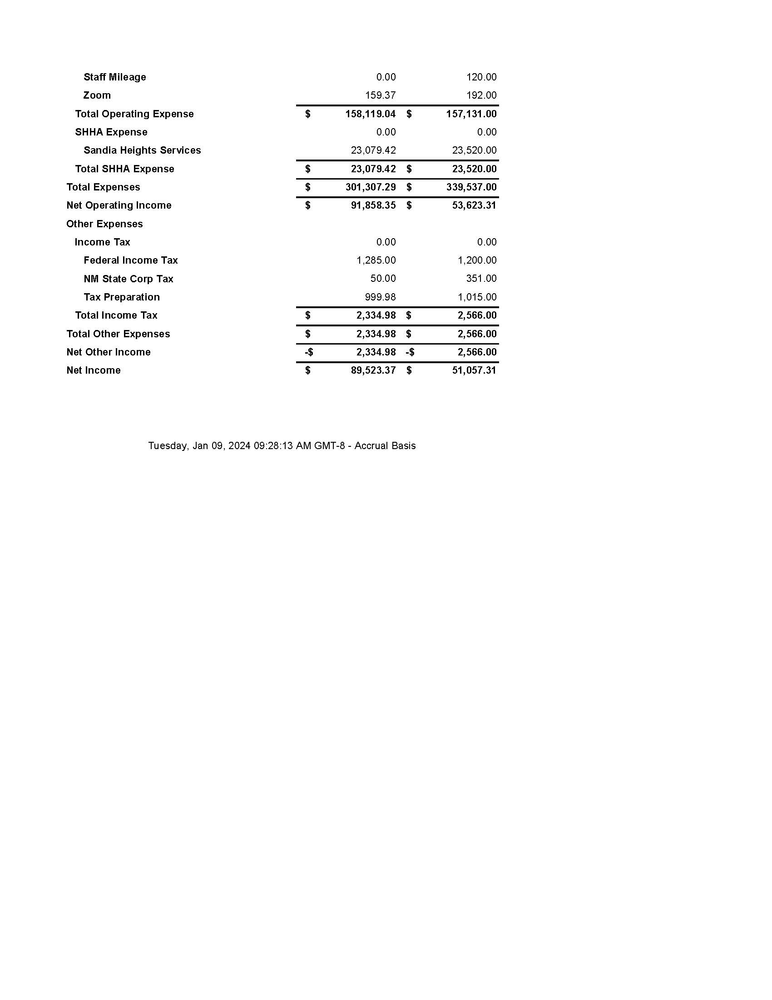 Staff Mileage 0.00 120.00
Zoom 159.37 192.00
Total Operating Expense $ 158,119.04 $ 157,131.00
SHHA Expense 0.00 0.00
Sandia Heights Services 23,079.42 23,520.00
Total SHHA Expense $ 23,079.42 $ 23,520.00
Total Expenses $ 301,307.29 $ 339,537.00
Net Operating Income $ 91,858.35 $ 53,623.31
Other Expenses
Income Tax 0.00 0.00
Federal Income Tax 1,285.00 1,200.00
NM State Corp Tax 50.00 351.00
Tax Preparation 999.98 1,015.00
Total Income Tax $ 2,334.98 $ 2,566.00
Total Other Expenses $ 2,334.98 $ 2,566.00
Net Other Income -$ 2,334.98 -$ 2,566.00
Net Income $ 89,523.37 $ 51,057.31
Tuesday, Jan 09, 2024 09:28:13 AM GMT-8 - Accrual Basis